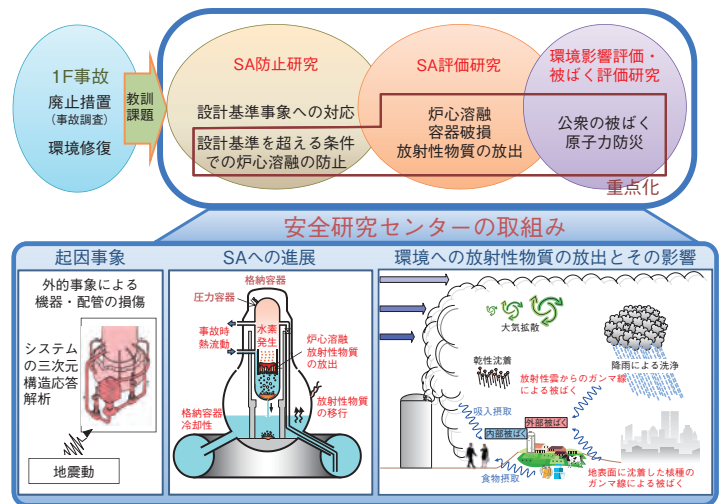 1F事故
廃止措置
（事故調査）
環境修復
教訓
課題
SA防止研究
設計基準事象への対応
設計基準を超える条件
での炉心溶融の防止
SA評価研究
炉心溶融
容器破損
放射性物質の放出
環境影響評価・
被ばく評価研究
公衆の被ばく
原子力防災
重点化
安全研究センターの取組み
起因事象
外的事象による
機器・配管の損傷
システム
の三次元
構造応答
解析
地震動
SAへの進展
格納容器
圧力容器
事故時
熱流動
水素
発生
炉心溶融
放射性物質
の放出
放射性物質
の移行
格納容器
冷却性
環境への放射性物質の放出とその影響
大気拡散
乾性沈着
降雨による洗浄
放射性雲からのガンマ線
による被ばく
吸入摂取
外部被ばく
内部被ばく
食物摂取
地表面に沈着した核種の
ガンマ線による被ばく